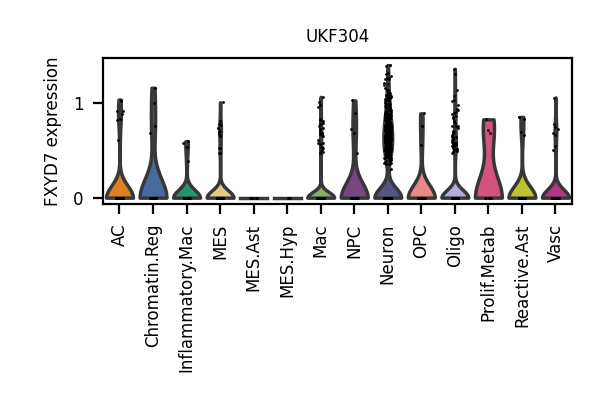 UKF304
FXYD7 expression
1
0
AC
Chromatin.Reg
Inflammatory.Mac
MES
MES.Ast
MES.Hyp
Mac
NPC
Neuron
OPC
Oligo
Prolif.Metab
Reactive.Ast
Vasc